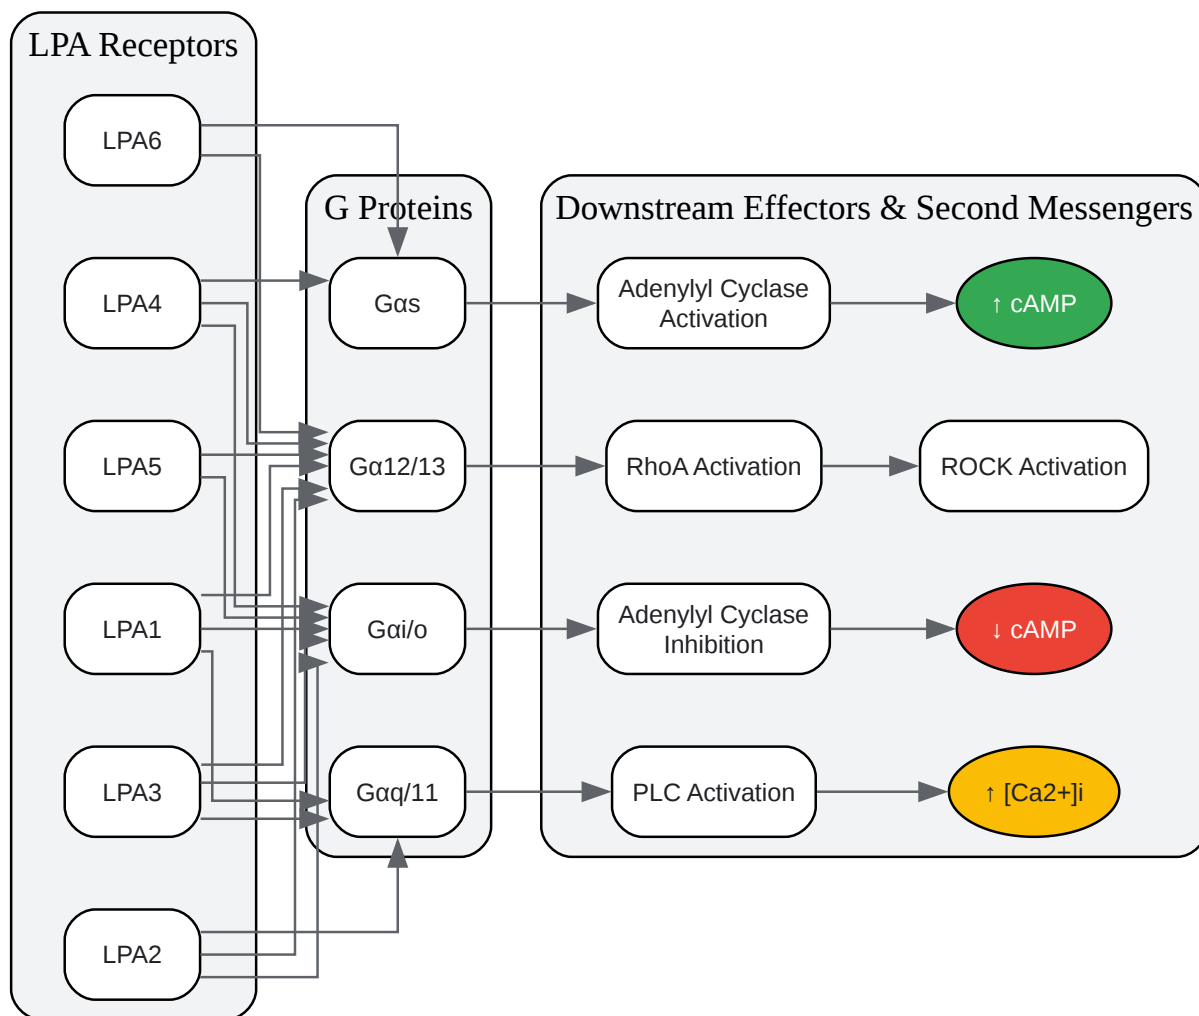 LPA Receptors
LPA6
LPA4
LPA5
LPA1
LPA3
LPA2
G Proteins
Gαs
Gα12/13
Gαi/o
Gαq/11
Downstream Effectors & Second Messengers
Adenylyl Cyclase
Activation
↑ cAMP
RhoA Activation
ROCK Activation
Adenylyl Cyclase
Inhibition
↓ cAMP
PLC Activation
↑ [Ca2+]i